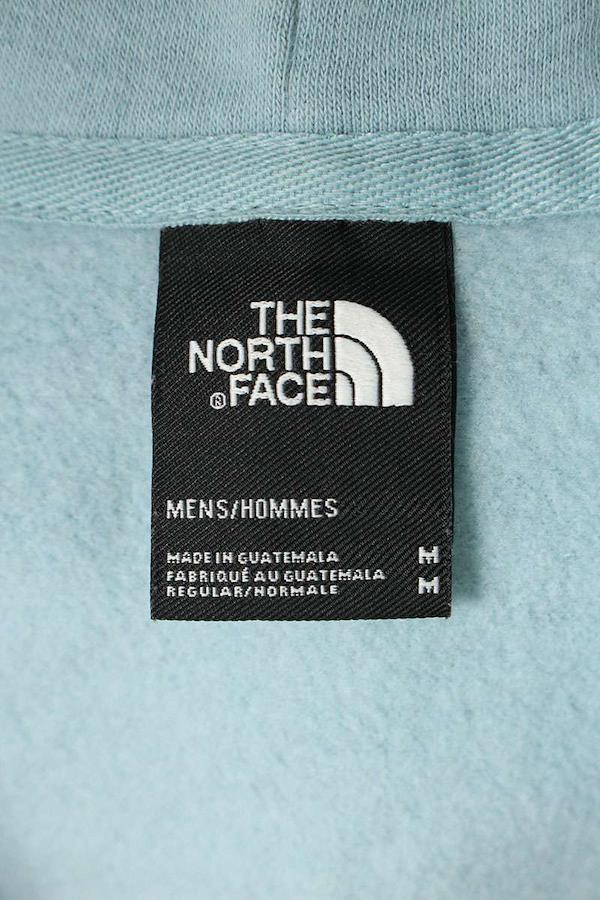 THE
NORTH
® FACE
MENS/HOMMES
MADE IN GUATEMALA M
FABRIQUÉ AU GUATEMALA M
REGULAR/NORMALE